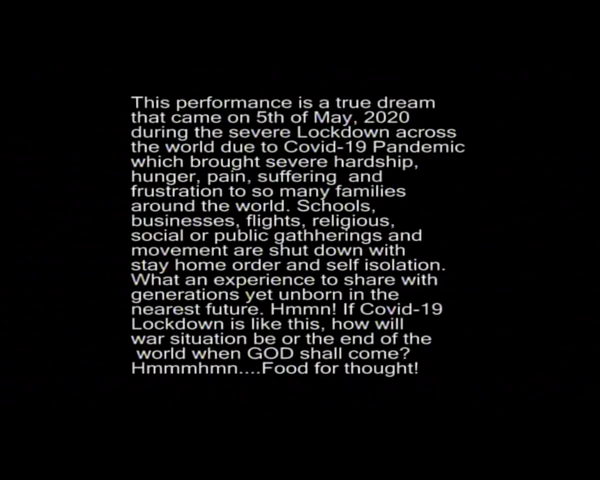 This performance is a true dream
that came on 5th of May, 2020
during the severe Lockdown across
the world due to Covid-19 Pandemic
which brought severe hardship,
hunger, pain, suffering  and
frustration to so many families
around the world. Schools,
businesses, flights, religious,
social or public gathherings and
movement are shut down with
stay home order and self isolation.
What an experience to share with
generations yet unborn in the
nearest future. Hmmn! If Covid-19
Lockdown is like this, how will
war situation be or the end of the
world when GOD shall come?
Hmmmhmn....Food for thought!